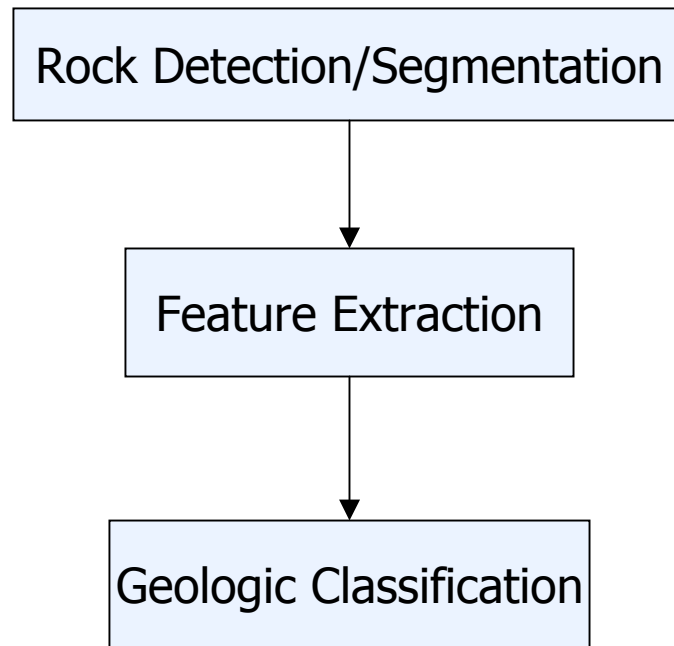 Rock Detection/Segmentation
Feature Extraction
Geologic Classification